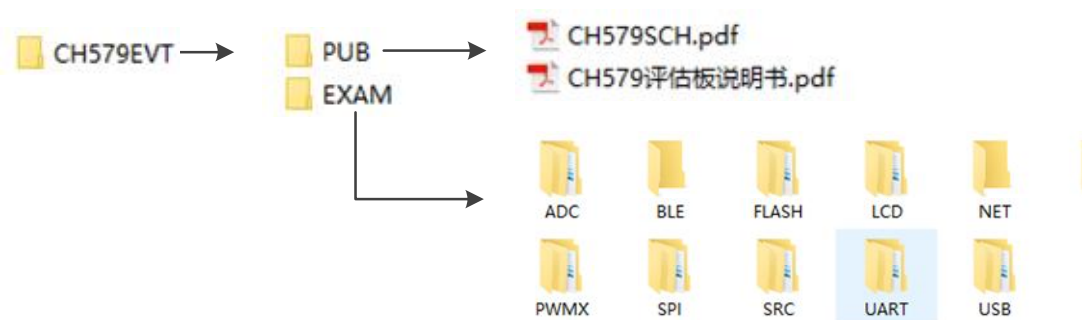 CH579EVT
PUB
EXAM
CH579SCH.pdf
CH579评估板说明书.pdf
ADC BLE FLASH LCD NET
PWMX SPI SRC UART USB